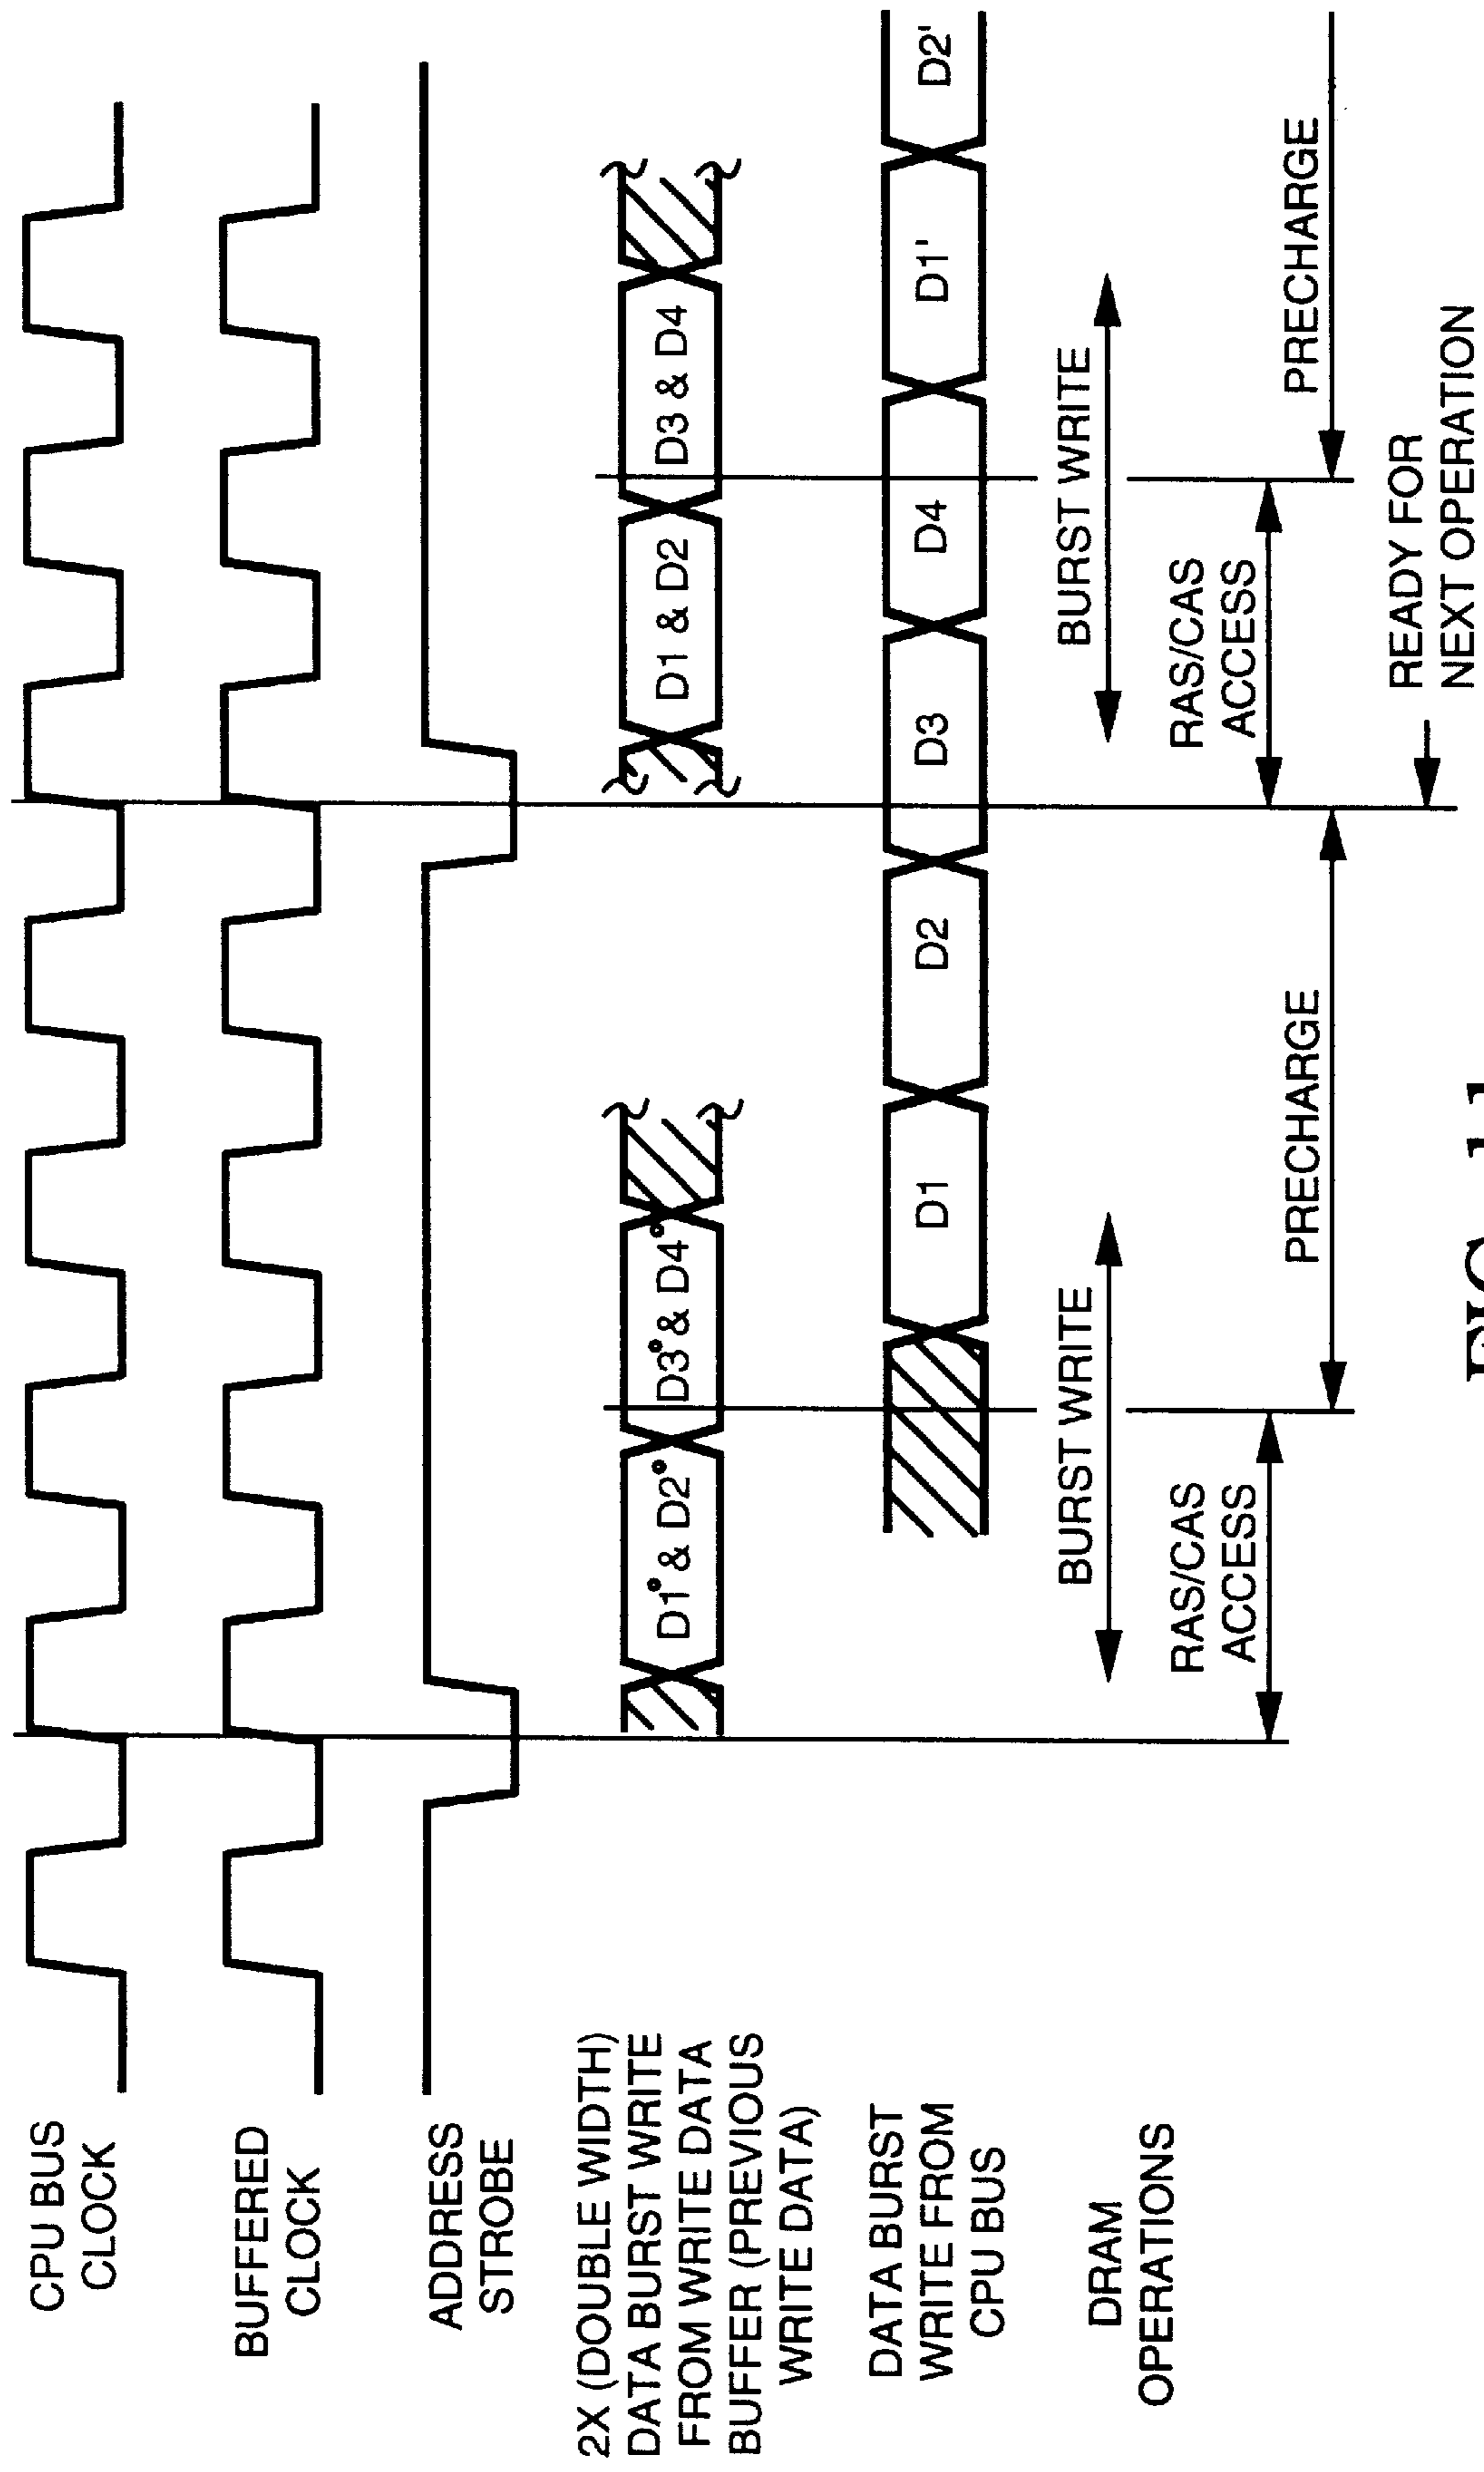 CPU BUS
CLOCK
BUFFERED
CLOCK
ADDRESS
STROBE
2X (DOUBLE WIDTH)
DATA BURST WRITE
FROM WRITE DATA
BUFFER (PREVIOUS
WRITE DATA)
D1° & D2°
D3° & D4°
D1 & D2
D3 & D4
DATA BURST
WRITE FROM
CPU BUS
D1
D2
D3
D4
D1'
D2'
DRAM
OPERATIONS
BURST WRITE
BURST WRITE
RAS/CAS
ACCESS
RAS/CAS
ACCESS
PRECHARGE
PRECHARGE
READY FOR
NEXT OPERATION